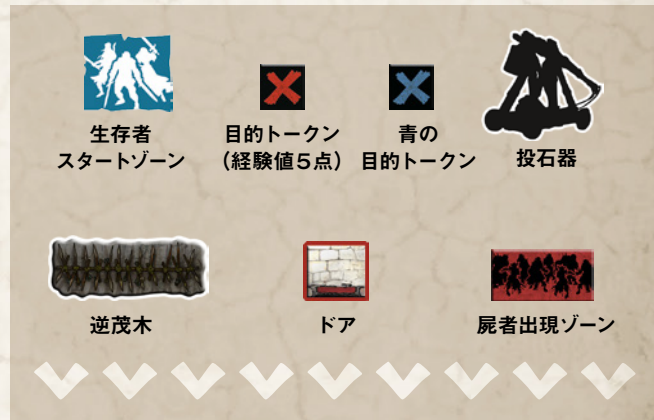 生存者
スタートゾーン
目的トークン
（経験値5点）
青の
目的トークン
投石器
逆茂木
ドア
屍者出現ゾーン